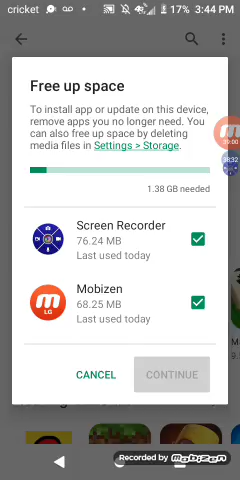 cricket 17% 3:44 PM
Free up space
To install app or update on this device,
remove apps you no longer need. You
can also free up space by deleting
media files in Settings > Storage.
1.38 GB needed
Screen Recorder
76.24 MB
Last used today
Mobizen
68.25 MB
Last used today
LG
CANCEL CONTINUE
Recorded by mobizen